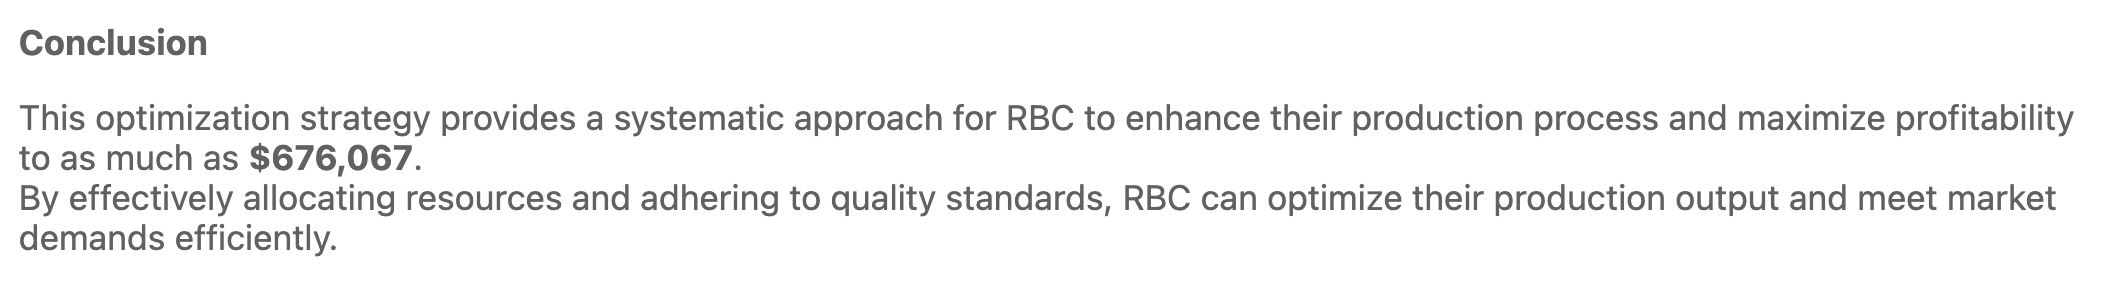 Conclusion
This optimization strategy provides a systematic approach for RBC to enhance their production process and maximize profitability
to as much as $676,067.
By effectively allocating resources and adhering to quality standards, RBC can optimize their production output and meet market
demands efficiently.